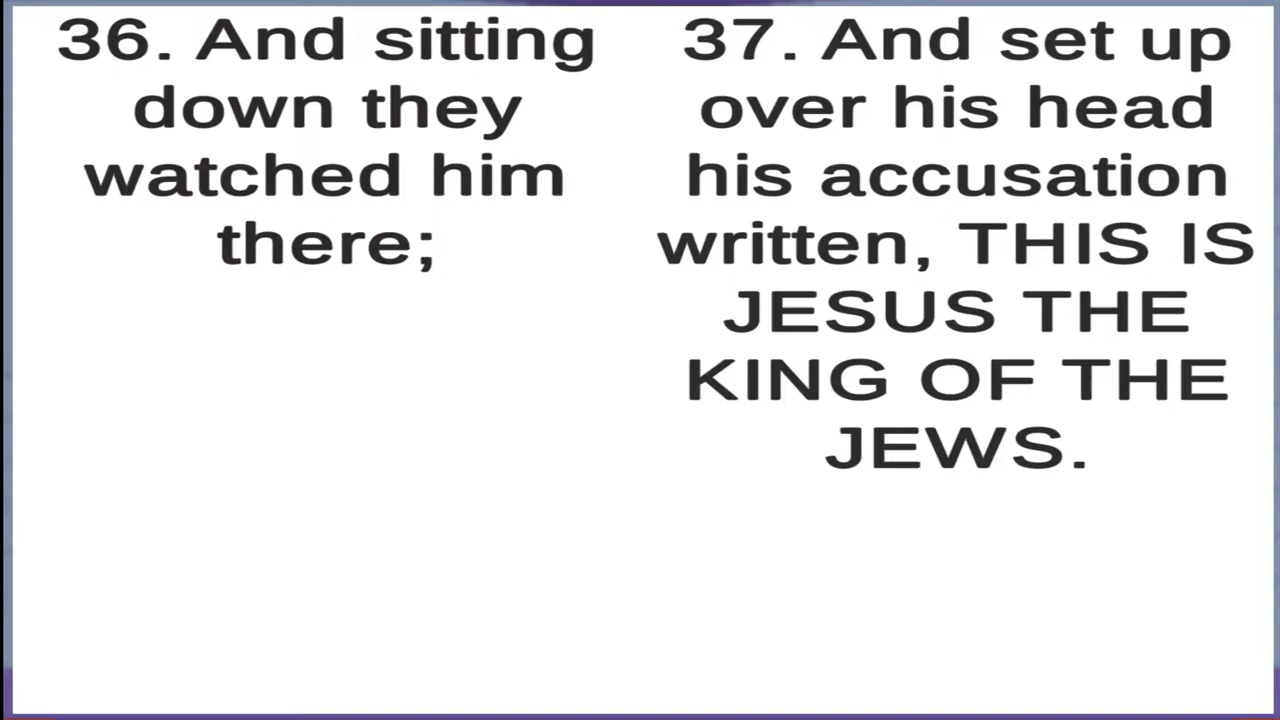 36. And sitting
down they
watched him
there;
37. And set up
over his head
his accusation
written, THIS IS
JESUS THE
KING OF THE
JEWS.